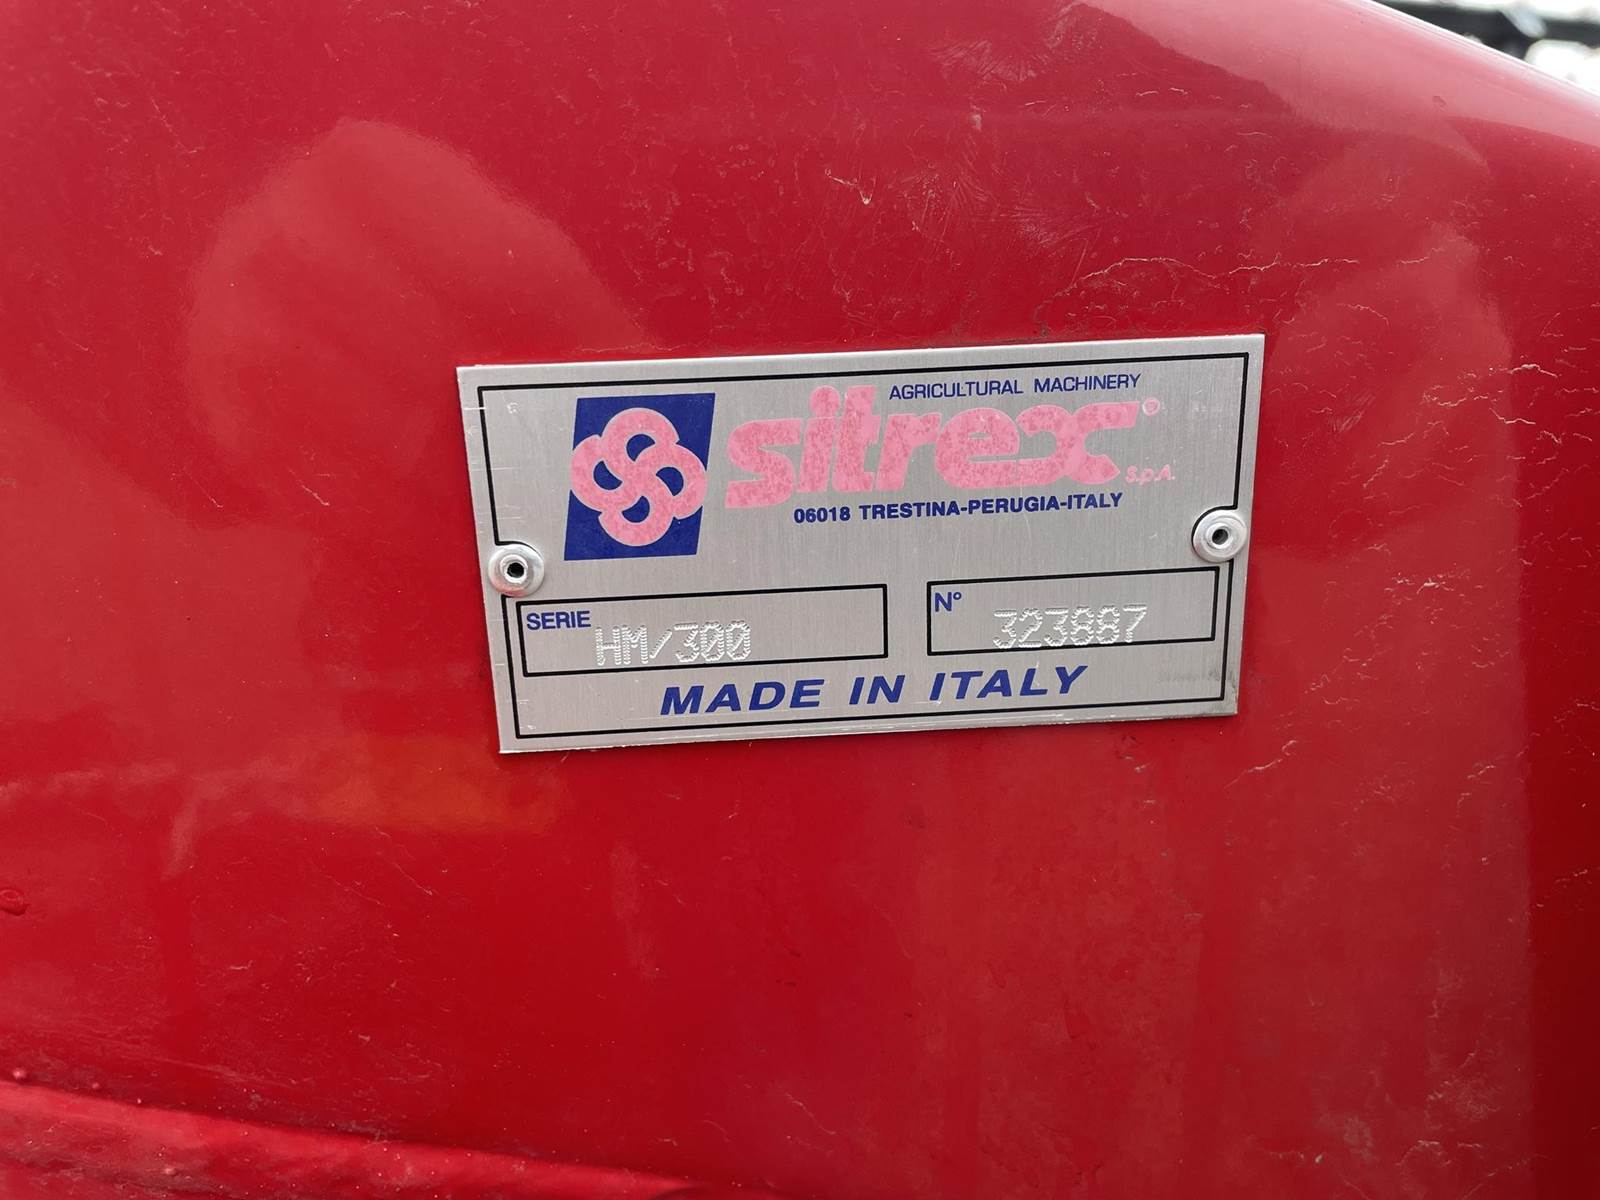 AGRICULTURAL MACHINERY
sitrex®
S.p.A.
06018 TRESTINA-PERUGIA-ITALY
SERIE HM/300
N° 323887
MADE IN ITALY